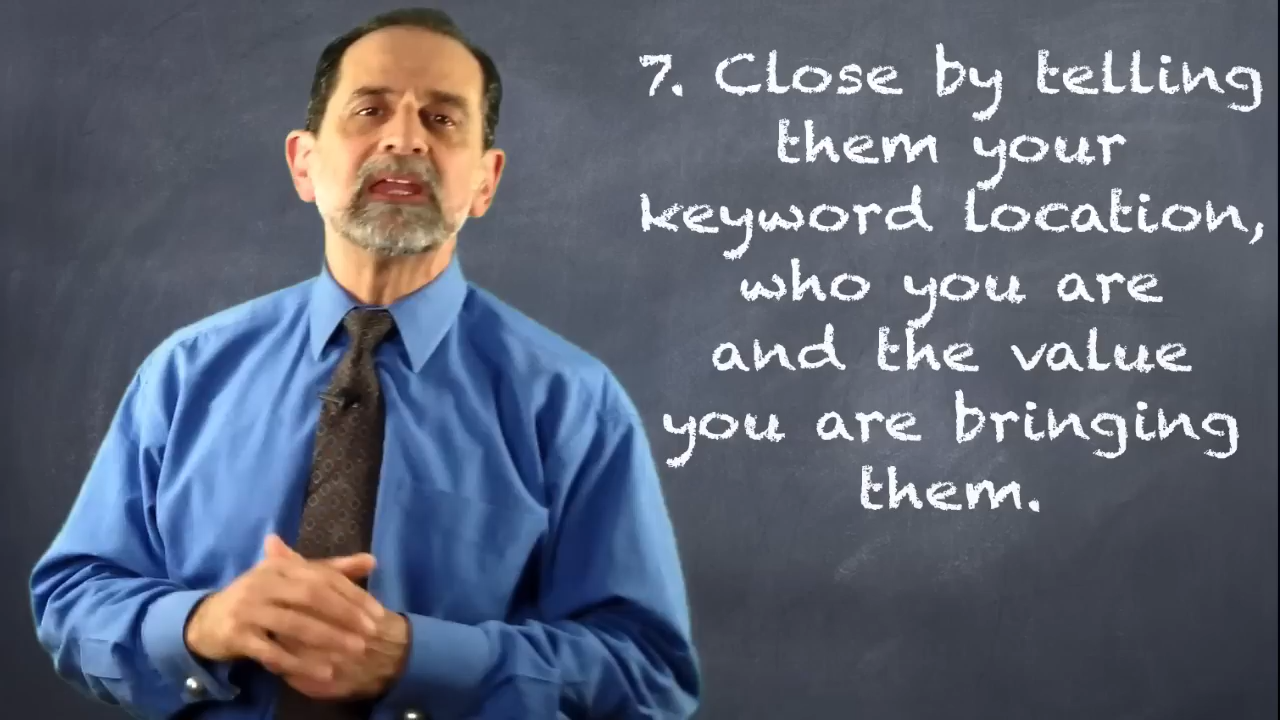 7. Close by telling
them your
keyword location,
who you are
and the value
you are bringing
them.